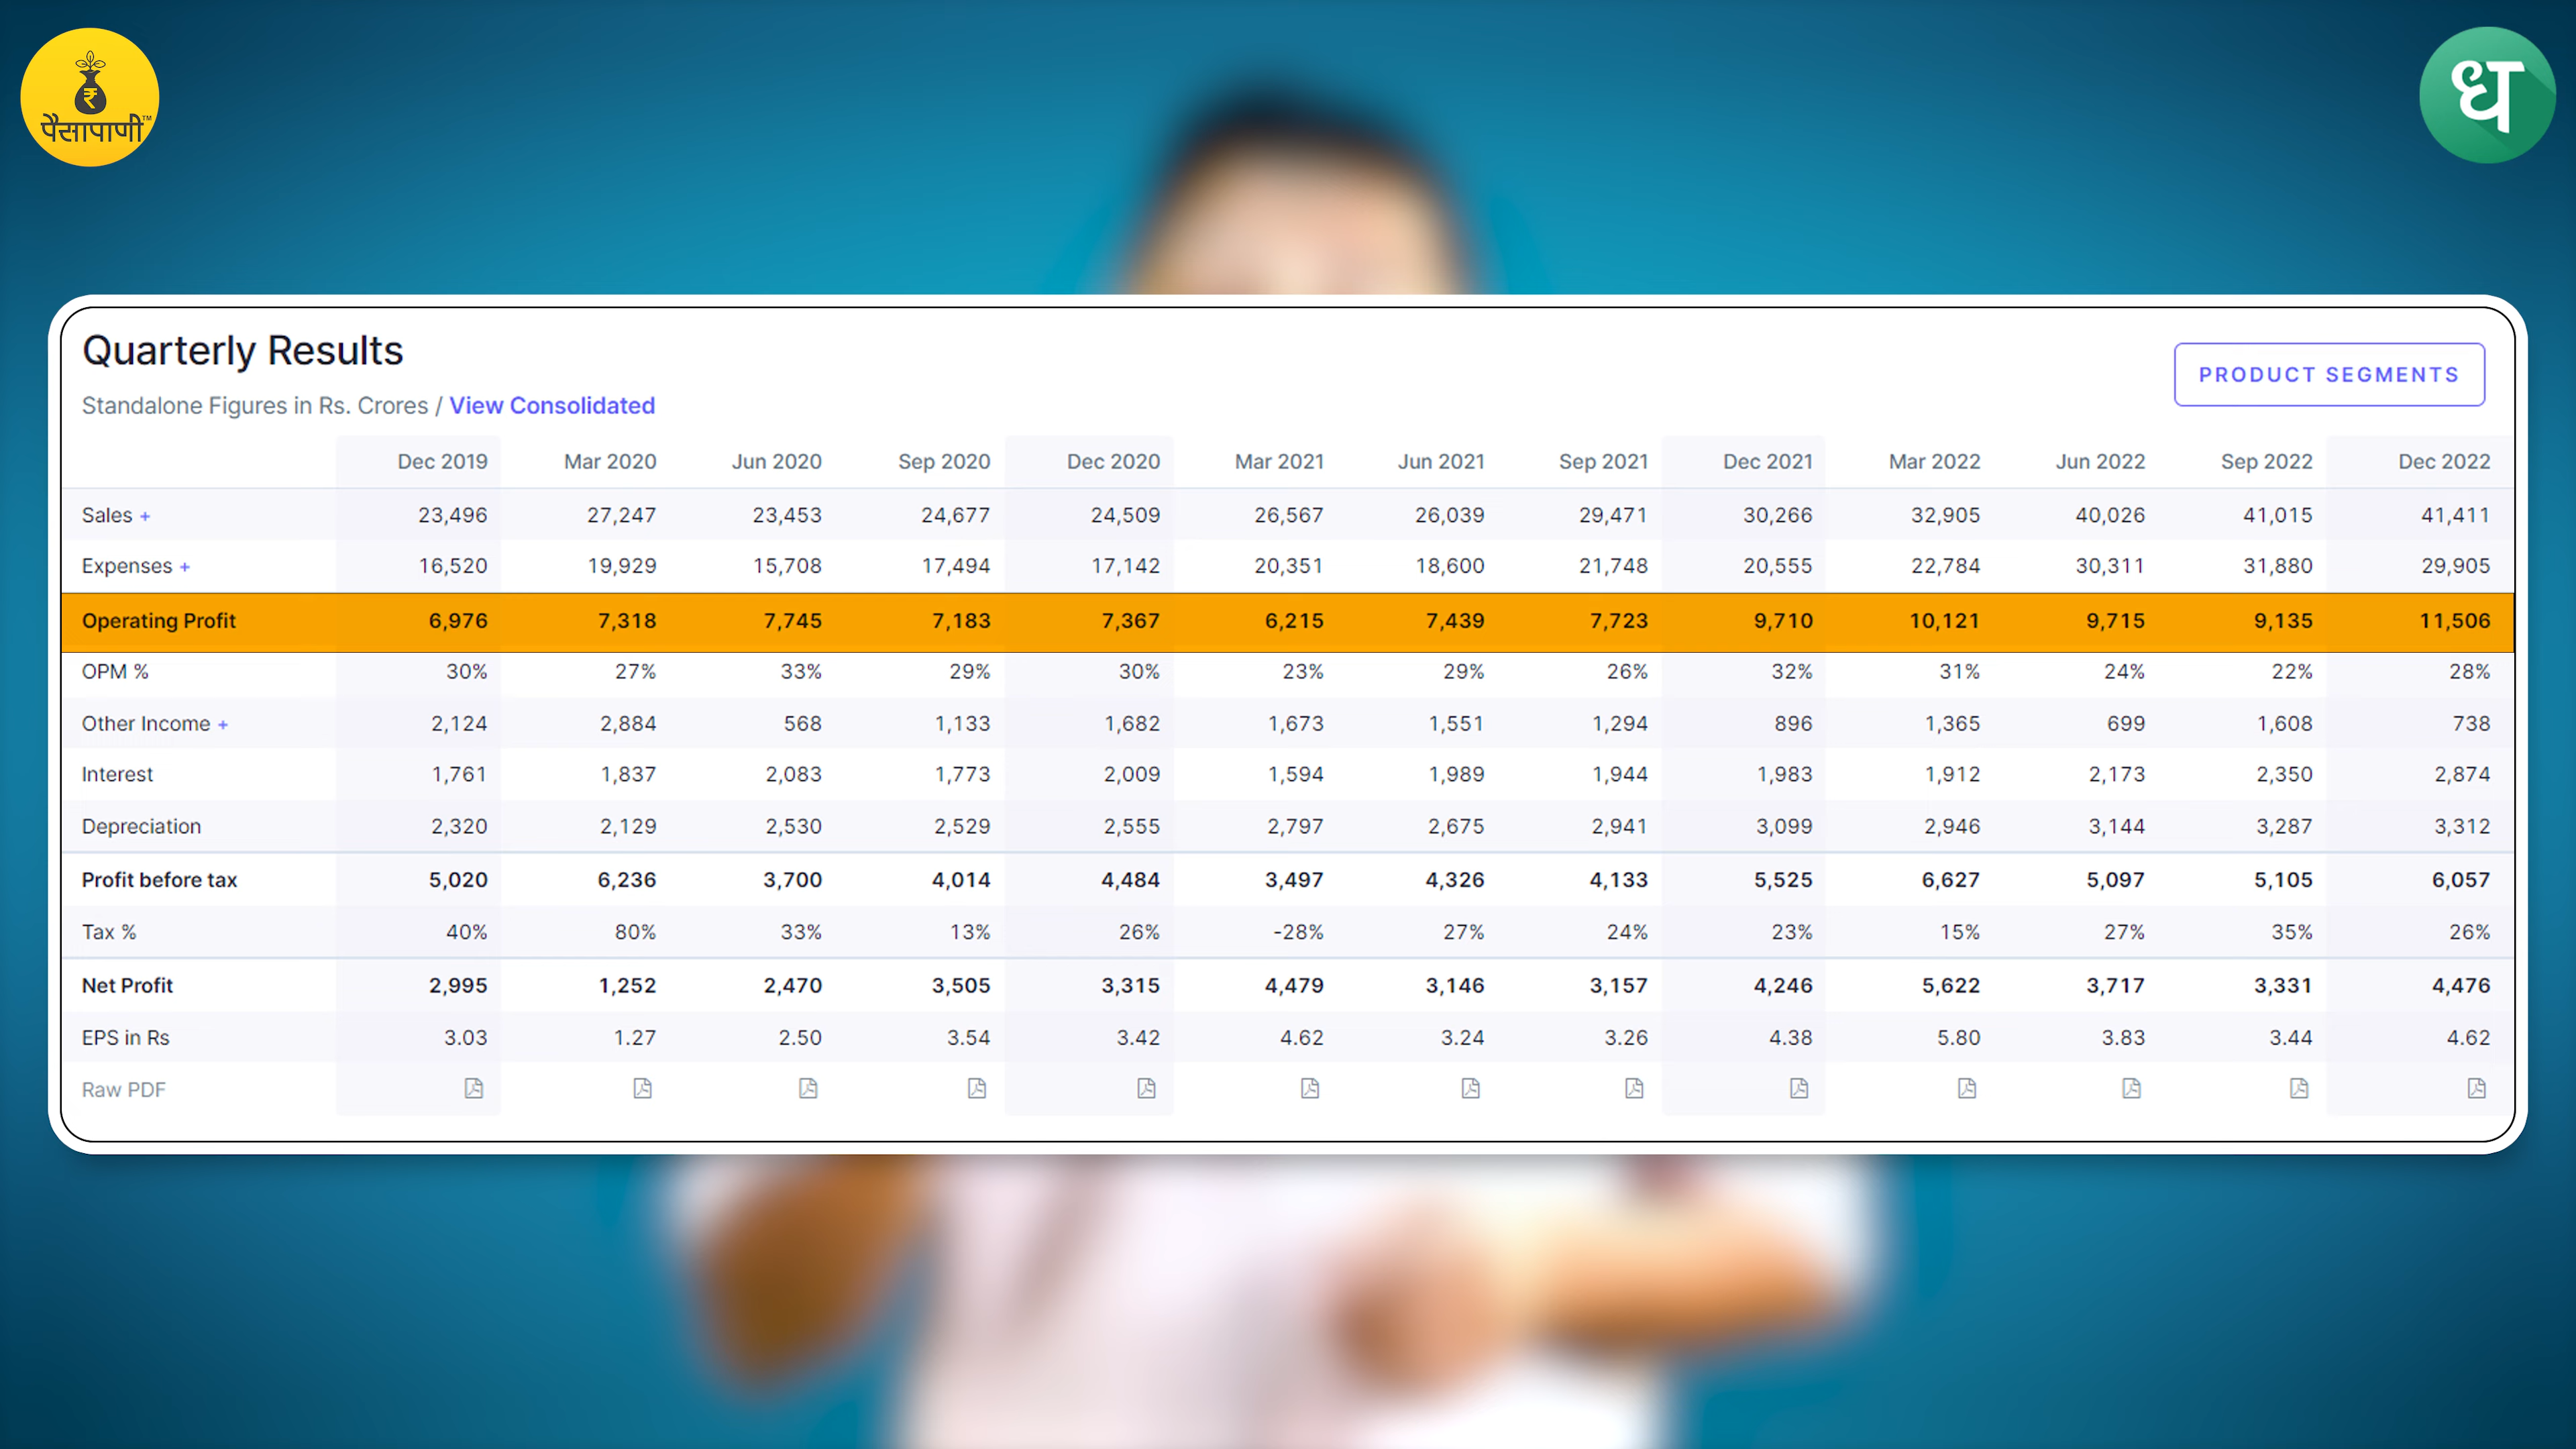 ₹
पैसापाणी™
ध
Quarterly Results
PRODUCT SEGMENTS
Standalone Figures in Rs. Crores / View Consolidated
Dec 2019 Mar 2020 Jun 2020 Sep 2020 Dec 2020 Mar 2021 Jun 2021 Sep 2021 Dec 2021 Mar 2022 Jun 2022 Sep 2022 Dec 2022
Sales + 23,496 27,247 23,453 24,677 24,509 26,567 26,039 29,471 30,266 32,905 40,026 41,015 41,411
Expenses + 16,520 19,929 15,708 17,494 17,142 20,351 18,600 21,748 20,555 22,784 30,311 31,880 29,905
Operating Profit 6,976 7,318 7,745 7,183 7,367 6,215 7,439 7,723 9,710 10,121 9,715 9,135 11,506
OPM % 30% 27% 33% 29% 30% 23% 29% 26% 32% 31% 24% 22% 28%
Other Income + 2,124 2,884 568 1,133 1,682 1,673 1,551 1,294 896 1,365 699 1,608 738
Interest 1,761 1,837 2,083 1,773 2,009 1,594 1,989 1,944 1,983 1,912 2,173 2,350 2,874
Depreciation 2,320 2,129 2,530 2,529 2,555 2,797 2,675 2,941 3,099 2,946 3,144 3,287 3,312
Profit before tax 5,020 6,236 3,700 4,014 4,484 3,497 4,326 4,133 5,525 6,627 5,097 5,105 6,057
Tax % 40% 80% 33% 13% 26% -28% 27% 24% 23% 15% 27% 35% 26%
Net Profit 2,995 1,252 2,470 3,505 3,315 4,479 3,146 3,157 4,246 5,622 3,717 3,331 4,476
EPS in Rs 3.03 1.27 2.50 3.54 3.42 4.62 3.24 3.26 4.38 5.80 3.83 3.44 4.62
Raw PDF